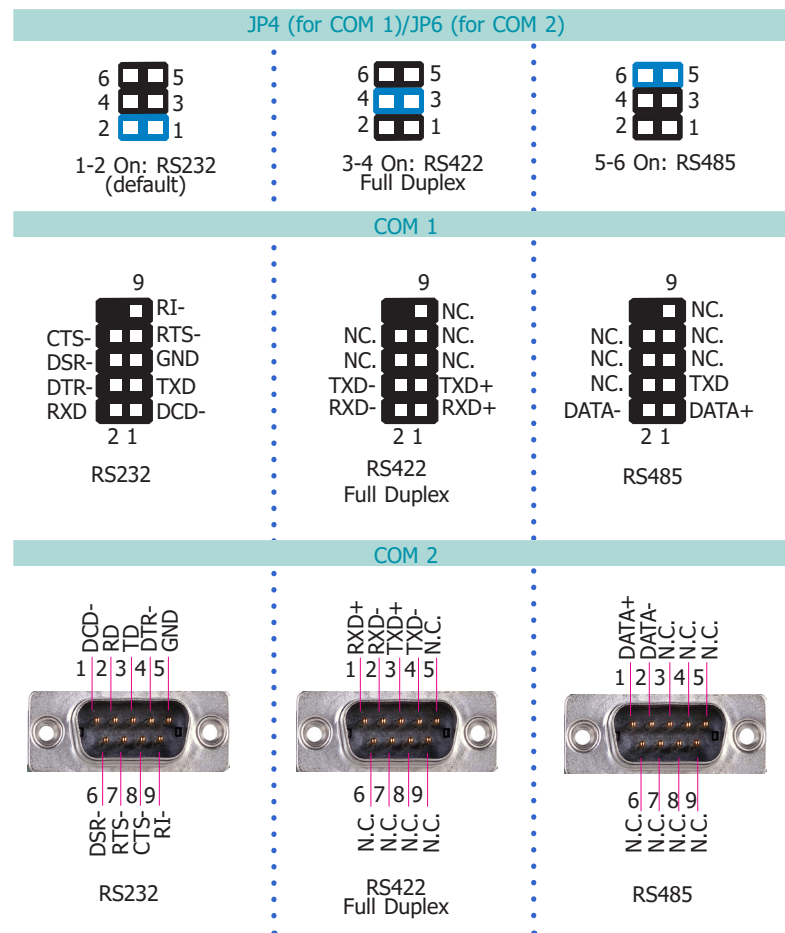 JP4 (for COM 1)/JP6 (for COM 2)
6 5
4 3
2 1
1-2 On: RS232
(default)
6 5
4 3
2 1
3-4 On: RS422
Full Duplex
6 5
4 3
2 1
5-6 On: RS485
COM 1
9
RI-
CTS- RTS-
DSR- GND
DTR- TXD
RXD DCD-
2 1
RS232
9
NC.
NC. NC.
NC. NC.
TXD- TXD+
RXD- RXD+
2 1
RS422
Full Duplex
9
NC.
NC. NC.
NC. NC.
NC. TXD
DATA- DATA+
2 1
RS485
COM 2
DCD-
RD
TD
DTR-
GND
1 2 3 4 5
6 7 8 9
DSR-
RTS-
CTS-
RI-
RS232
RXD+
RXD-
TXD+
TXD-
N.C.
1 2 3 4 5
6 7 8 9
N.C.
N.C.
N.C.
N.C.
RS422
Full Duplex
DATA+
DATA-
N.C.
N.C.
N.C.
1 2 3 4 5
6 7 8 9
N.C.
N.C.
N.C.
N.C.
RS485